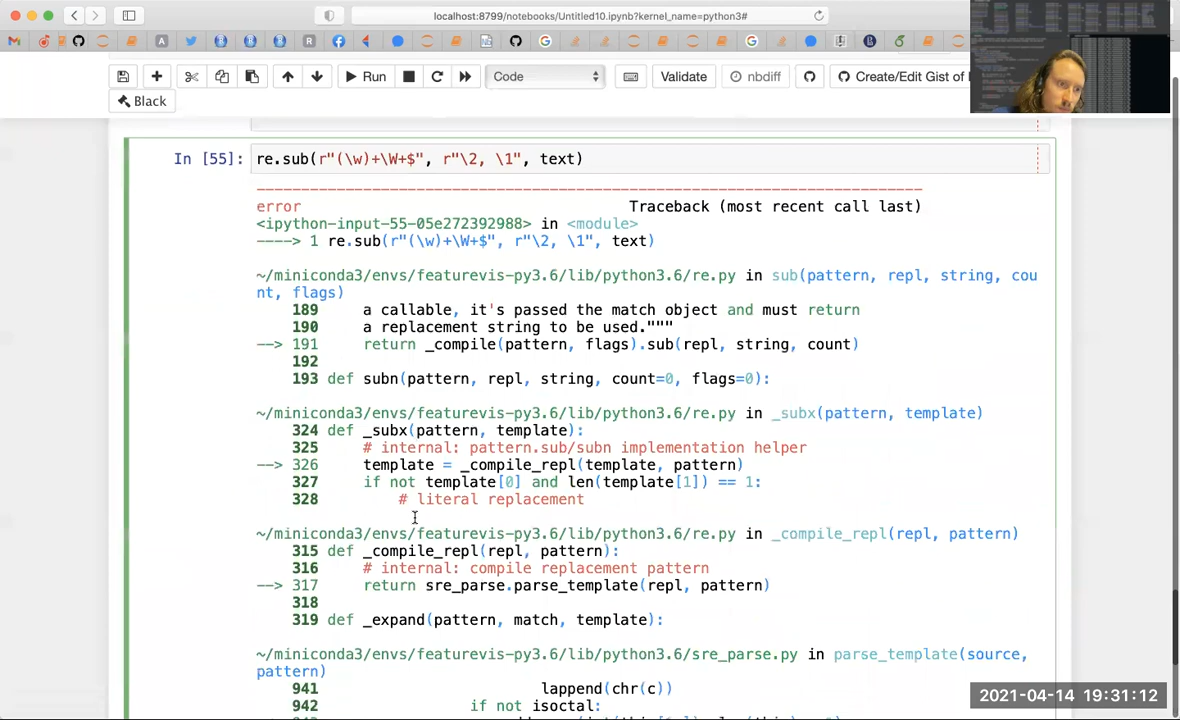 localhost:8799/notebooks/Untitled10.ipynb?kernel_name=python3#
Run
Code
Validate
nbdiff
Create/Edit Gist of
Black
In [55]: re.sub(r"(\w)+\W+$", r"\2, \1", text)
error Traceback (most recent call last)
<ipython-input-55-05e272392988> in <module>
----> 1 re.sub(r"(\w)+\W+$", r"\2, \1", text)
~/miniconda3/envs/featurevis-py3.6/lib/python3.6/re.py in sub(pattern, repl, string, cou
nt, flags)
189 a callable, it's passed the match object and must return
190 a replacement string to be used."""
--> 191 return _compile(pattern, flags).sub(repl, string, count)
192
193 def subn(pattern, repl, string, count=0, flags=0):
~/miniconda3/envs/featurevis-py3.6/lib/python3.6/re.py in _subx(pattern, template)
324 def _subx(pattern, template):
325 # internal: pattern.sub/subn implementation helper
--> 326 template = _compile_repl(template, pattern)
327 if not template[0] and len(template[1]) == 1:
328 # literal replacement
~/miniconda3/envs/featurevis-py3.6/lib/python3.6/re.py in _compile_repl(repl, pattern)
315 def _compile_repl(repl, pattern):
316 # internal: compile replacement pattern
--> 317 return sre_parse.parse_template(repl, pattern)
318
319 def _expand(pattern, match, template):
~/miniconda3/envs/featurevis-py3.6/lib/python3.6/sre_parse.py in parse_template(source,
pattern)
941 lappend(chr(c))
942 if not isoctal:
2021-04-14 19:31:12